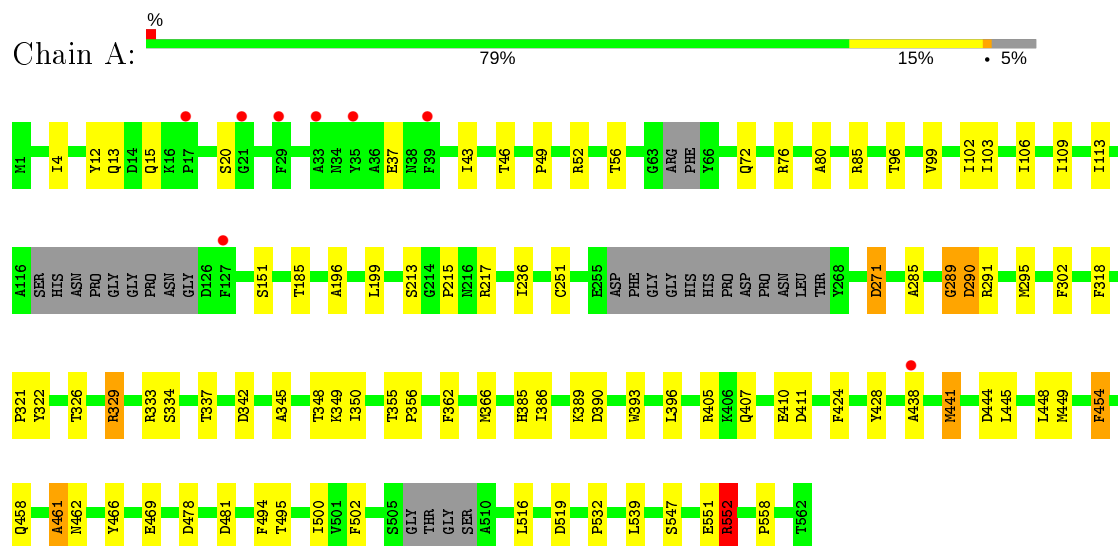 %
Chain A:
79% 15% • 5%
M1 I4 Y12 Q13 D14 Q15 K16 P17 S20 G21 F29 A33 N34 Y35 A36 E37 N38 F39 I43 T46 P49 R52 T56 G63 ARG PHE Y66 Q72 R76 A80 R85 T96 V99 I102 I103 I106 I109 I113
A116 SER HIS ASN PRO GLY GLY PRO ASN GLY D126 F127 S151 T185 A196 L199 S213 G214 P215 N216 R217 I236 C251 E255 ASP PHE GLY GLY HIS HIS PRO ASP PRO ASN LEU THR Y268 D271 A285 G289 D290 R291 M295 F302 F318
P321 Y322 T326 R329 R333 S334 T337 D342 A345 T348 K349 I350 T355 P356 F362 M366 H385 I386 K389 D390 W393 L396 R405 K406 Q407 E410 D411 F424 Y428 A438 M441 D444 L445 L448 M449 F454
Q458 A461 N462 Y466 E469 D478 D481 F494 T495 I500 V501 F502 S505 GLY THR GLY SER A510 L516 D519 P532 L539 S547 E551 R552 P558 T562